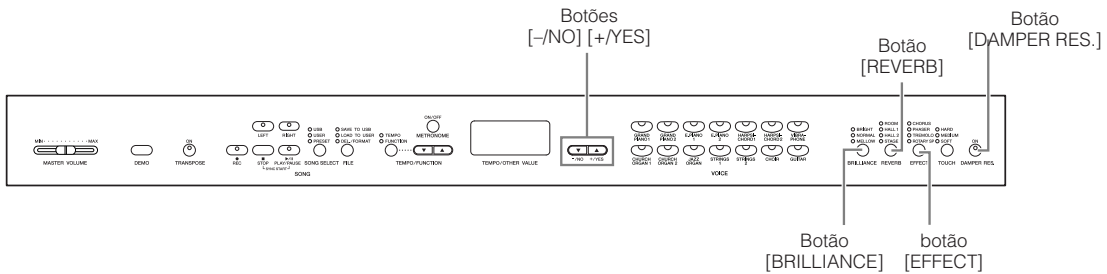 Botões
[–/NO] [+/YES]
Botão
[REVERB]
Botão
[DAMPER RES.]
MIN
MAX
MASTER VOLUME
DEMO
ON
TRANSPOSE
LEFT
RIGHT
REC
STOP
PLAY/PAUSE
SYNC START
SONG
USB
USER
PRESET
SONG SELECT
SAVE TO USB
LOAD TO USER
DEL./FORMAT
FILE
TEMPO
FUNCTION
ON/OFF
METRONOME
TEMPO/FUNCTION
TEMPO/OTHER VALUE
–/NO
+/YES
GRAND PIANO 1
GRAND PIANO 2
E.PIANO 1
E.PIANO 2
HARPSI-CHORD 1
HARPSI-CHORD 2
VIBRA-PHONE
CHURCH ORGAN 1
CHURCH ORGAN 2
JAZZ ORGAN
STRINGS 1
STRINGS 2
CHOIR
GUITAR
VOICE
BRIGHT
NORMAL
MELLOW
BRILLIANCE
ROOM
HALL 1
HALL 2
STAGE
REVERB
CHORUS
PHASER
TREMOLO
ROTARY SP
EFFECT
HARD
MEDIUM
SOFT
TOUCH
ON
DAMPER RES.
Botão
[BRILLIANCE]
botão
[EFFECT]